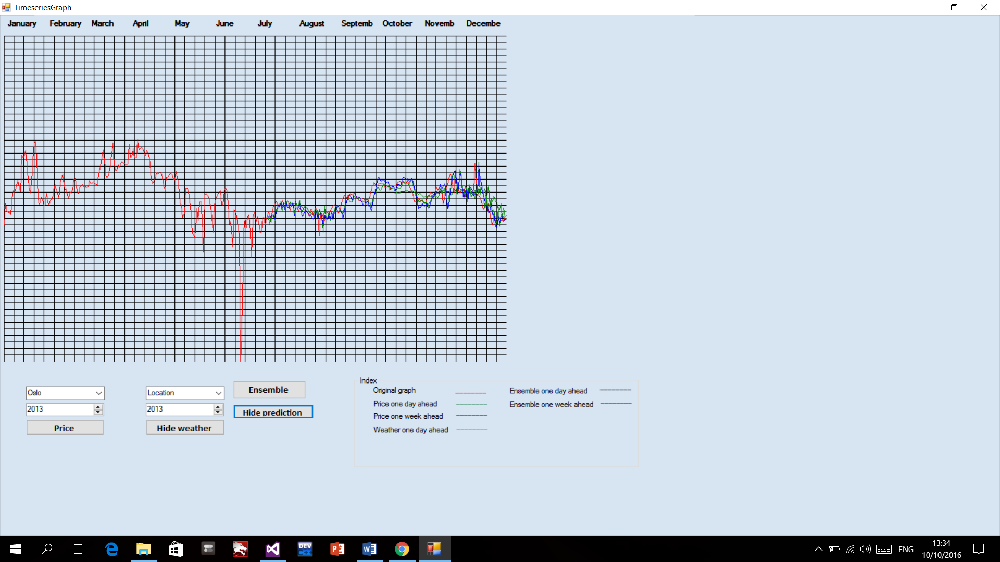 TimeseriesGraph
January February March April May June July August Septemb October Novemb Decembe
Oslo
2013
Price
Location
2013
Hide weather
Ensemble
Hide prediction
Index
Original graph
Price one day ahead
Price one week ahead
Weather one day ahead
Ensemble one day ahead
Ensemble one week ahead
DEV
C++
ENG
13:34
10/10/2016